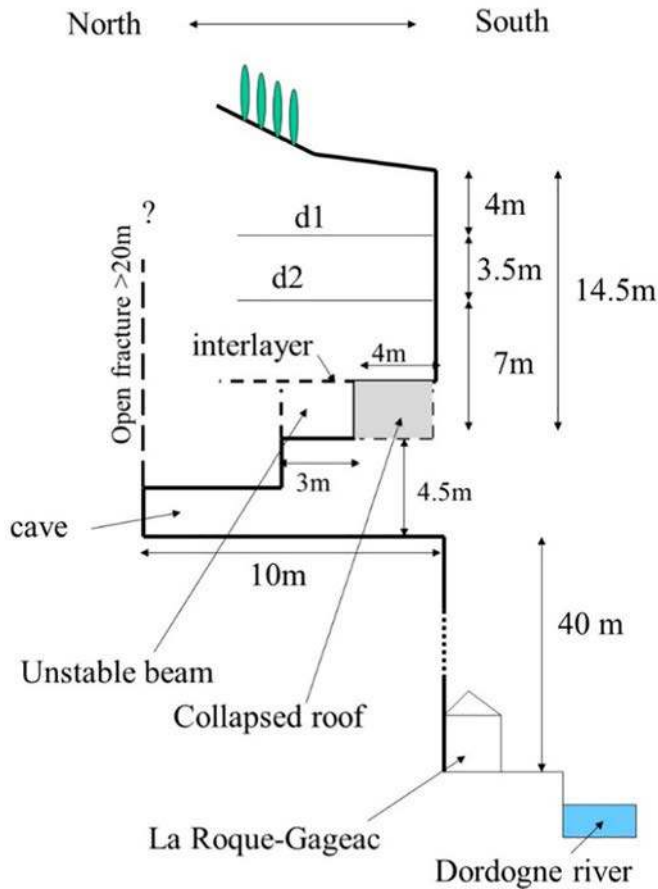 North
South
?
d1
4m
Open fracture >20m
d2
3.5m
14.5m
interlayer
4m
7m
3m
4.5m
cave
10m
40 m
Unstable beam
Collapsed roof
La Roque-Gageac
Dordogne river